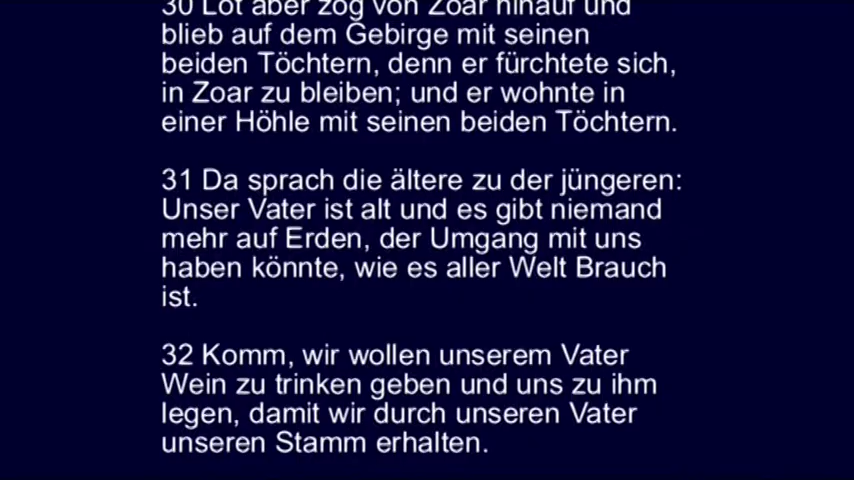 30 Lot aber zog von Zoar hinauf und
blieb auf dem Gebirge mit seinen
beiden Töchtern, denn er fürchtete sich,
in Zoar zu bleiben; und er wohnte in
einer Höhle mit seinen beiden Töchtern.
31 Da sprach die ältere zu der jüngeren:
Unser Vater ist alt und es gibt niemand
mehr auf Erden, der Umgang mit uns
haben könnte, wie es aller Welt Brauch
ist.
32 Komm, wir wollen unserem Vater
Wein zu trinken geben und uns zu ihm
legen, damit wir durch unseren Vater
unseren Stamm erhalten.